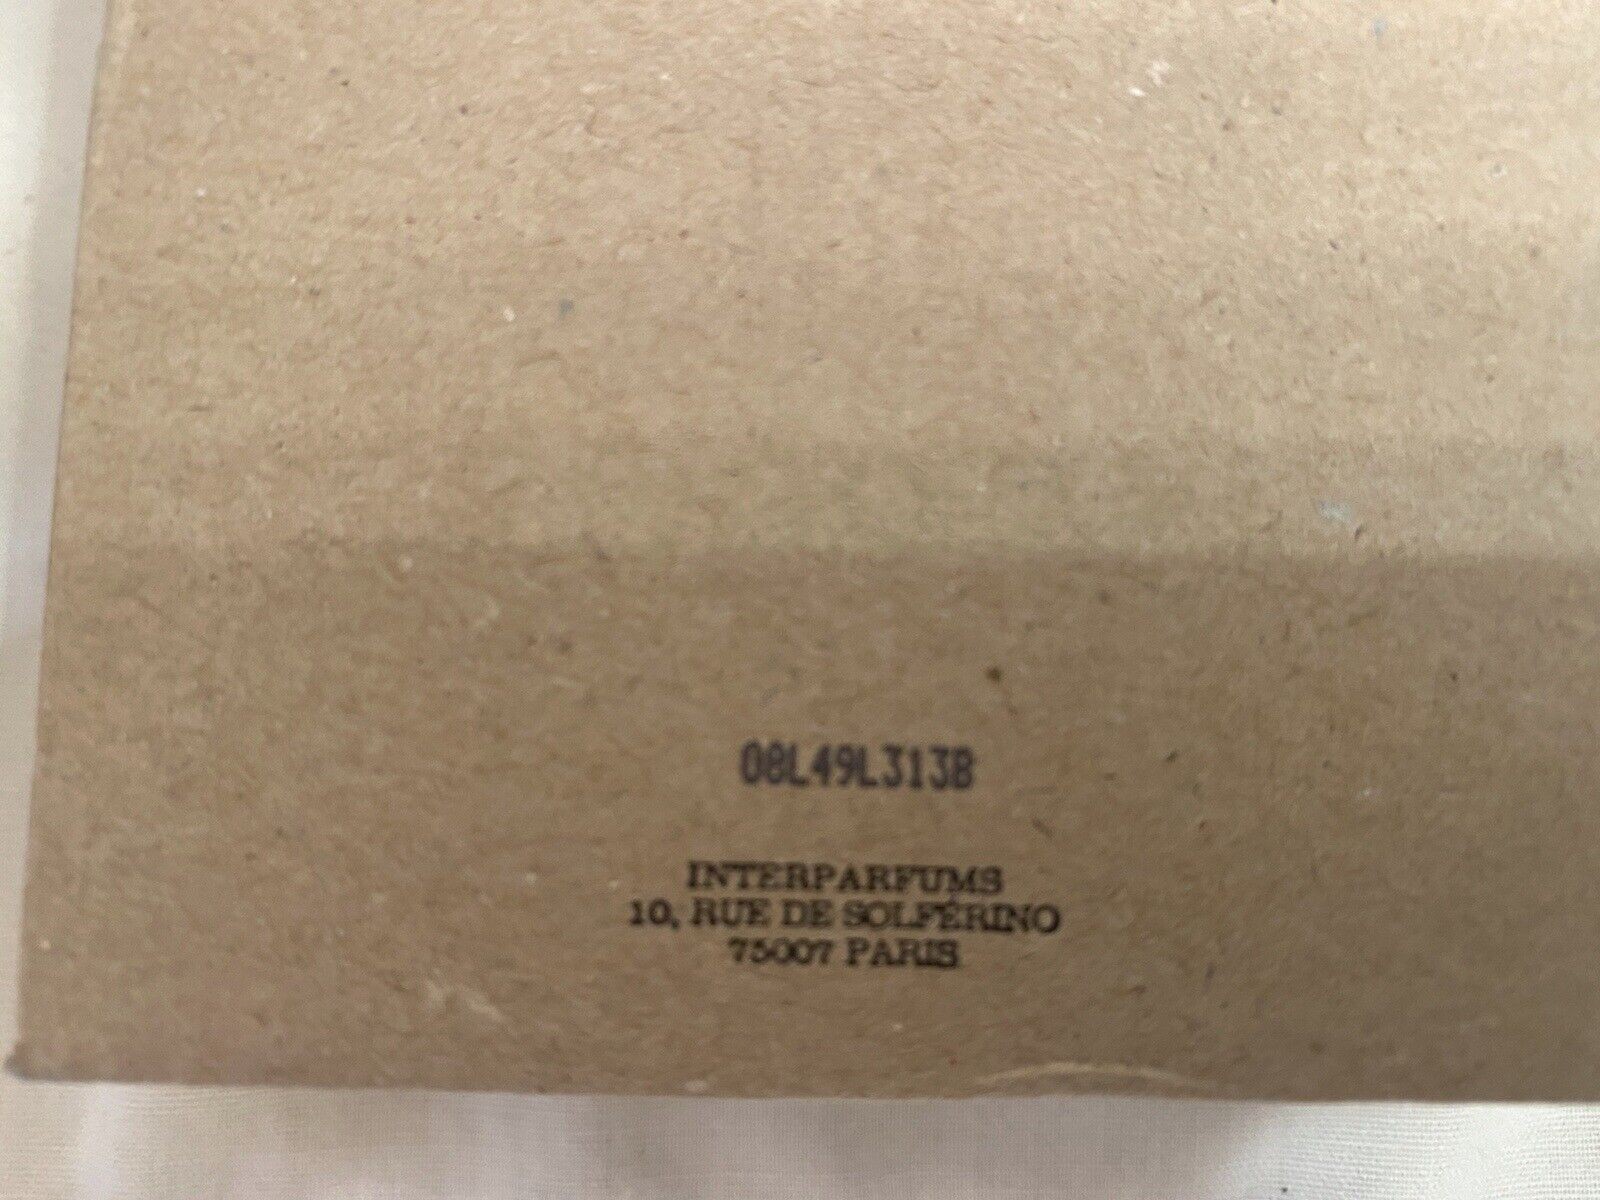 08L49L313B
INTERPARFUMS
10, RUE DE SOLFÉRINO
75007 PARIS